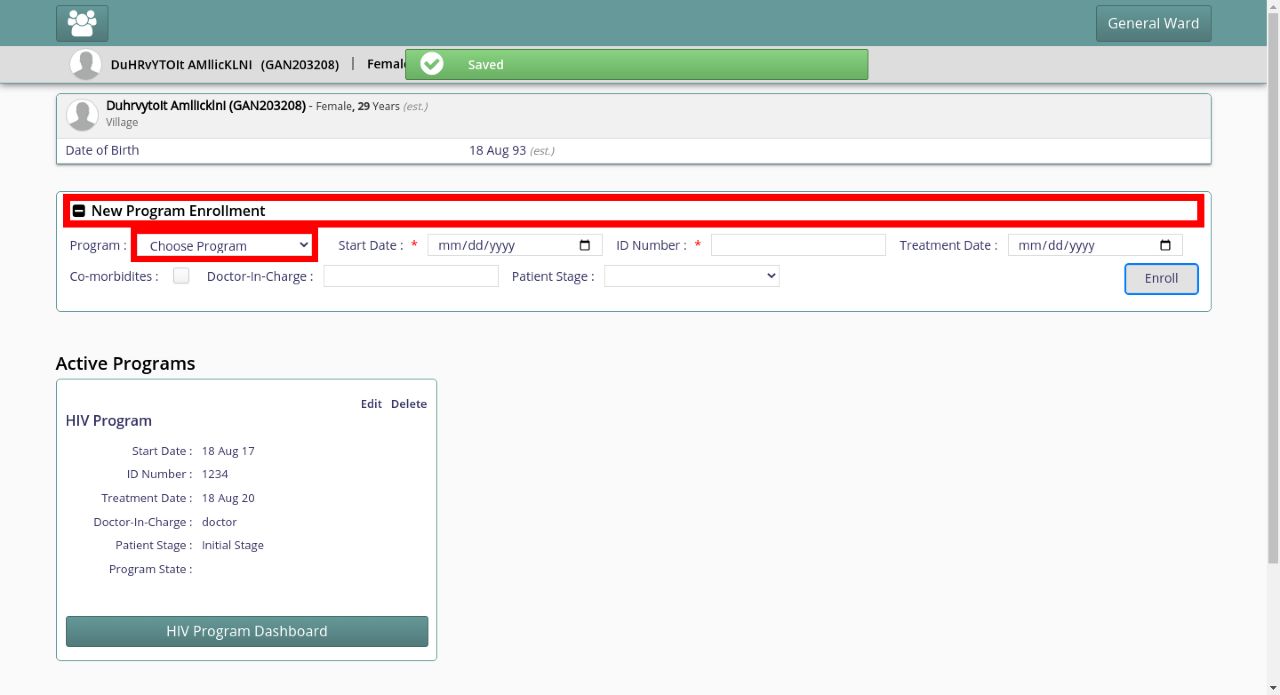 General Ward
DuHRvYTOIt AMIlicKLNI (GAN203208) | Female
Saved
DuhrvytoIt AmlIickIni (GAN203208) - Female, 29 Years (est.)
Village
Date of Birth 18 Aug 93 (est.)
New Program Enrollment
Program : Choose Program Start Date : * mm/dd/yyyy ID Number : * Treatment Date : mm/dd/yyyy
Co-morbidites : Doctor-In-Charge : Patient Stage : Enroll
Active Programs
Edit Delete
HIV Program
Start Date : 18 Aug 17
ID Number : 1234
Treatment Date : 18 Aug 20
Doctor-In-Charge : doctor
Patient Stage : Initial Stage
Program State :
HIV Program Dashboard